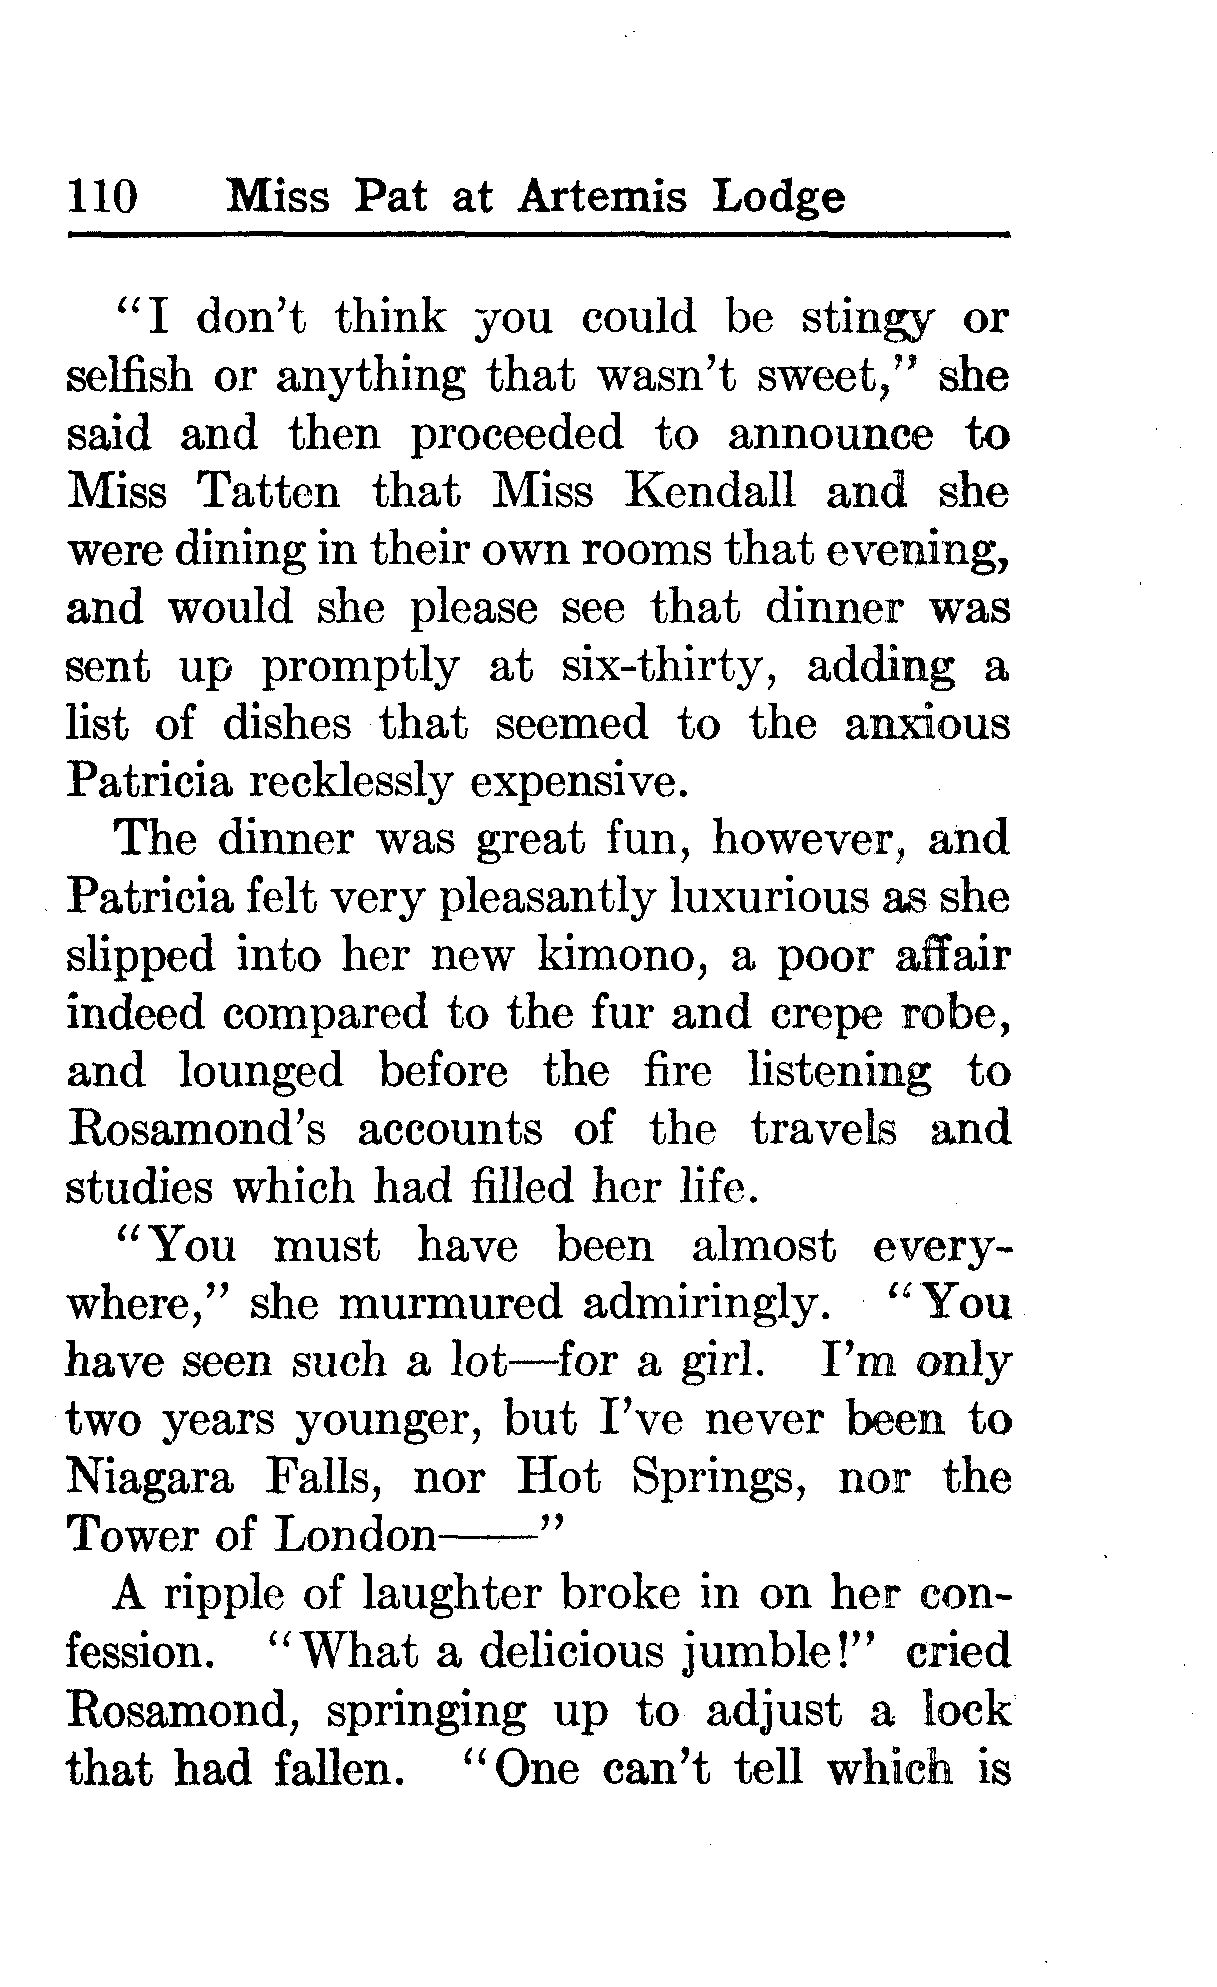 110 Miss Pat at Artemis Lodge
"I don't think you could be stingy or
selfish or anything that wasn't sweet," she
said and then proceeded to announce to
Miss Tatten that Miss Kendall and she
were dining in their own rooms that evening,
and would she please see that dinner was
sent up promptly at six-thirty, adding a
list of dishes that seemed to the anxious
Patricia recklessly expensive.
The dinner was great fun, however, and
Patricia felt very pleasantly luxurious as she
slipped into her new kimono, a poor affair
indeed compared to the fur and crepe robe,
and lounged before the fire listening to
Rosamond's accounts of the travels and
studies which had filled her life.
"You must have been almost every-
where," she murmured admiringly. "You
have seen such a lot—for a girl. I'm only
two years younger, but I've never been to
Niagara Falls, nor Hot Springs, nor the
Tower of London——"
A ripple of laughter broke in on her con-
fession. "What a delicious jumble!" cried
Rosamond, springing up to adjust a lock
that had fallen. "One can't tell which is